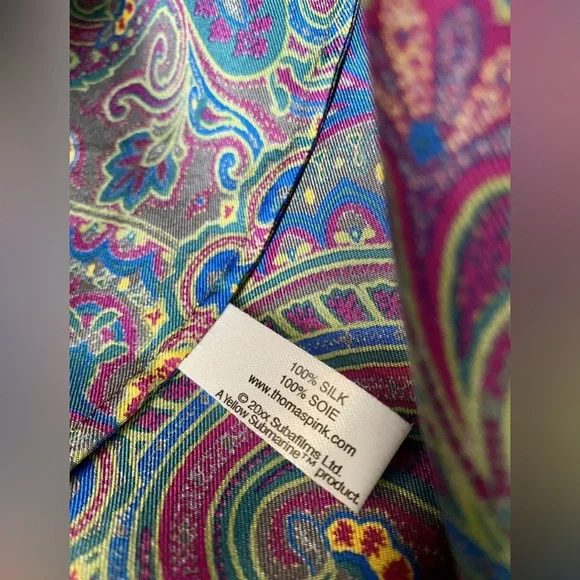 100% SILK
100% SOIE
www.thomaspink.com
© 20xx Subafilms Ltd.
A Yellow Submarine™ product.